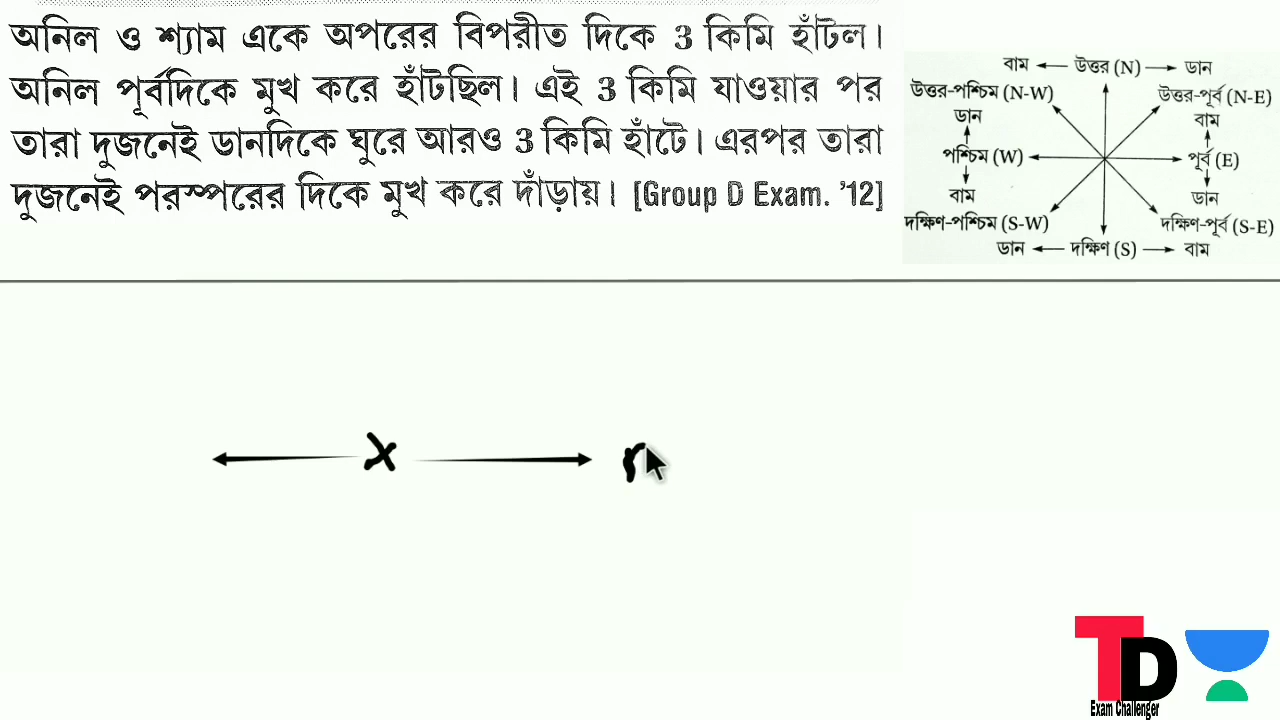 অনিল ও শ্যাম একে অপরের বিপরীত দিকে 3 কিমি হাঁটল।
অনিল পূর্বদিকে মুখ করে হাঁটছিল। এই 3 কিমি যাওয়ার পর
তারা দুজনেই ডানদিকে ঘুরে আরও 3 কিমি হাঁটে। এরপর তারা
দুজনেই পরস্পরের দিকে মুখ করে দাঁড়ায়। [Group D Exam. '12]
বাম উত্তর (N) ডান
উত্তর-পশ্চিম (N-W) উত্তর-পূর্ব (N-E)
ডান বাম
পশ্চিম (W) পূর্ব (E)
বাম ডান
দক্ষিণ-পশ্চিম (S-W) দক্ষিণ-পূর্ব (S-E)
ডান দক্ষিণ (S) বাম
x
TD
Exam Challenger